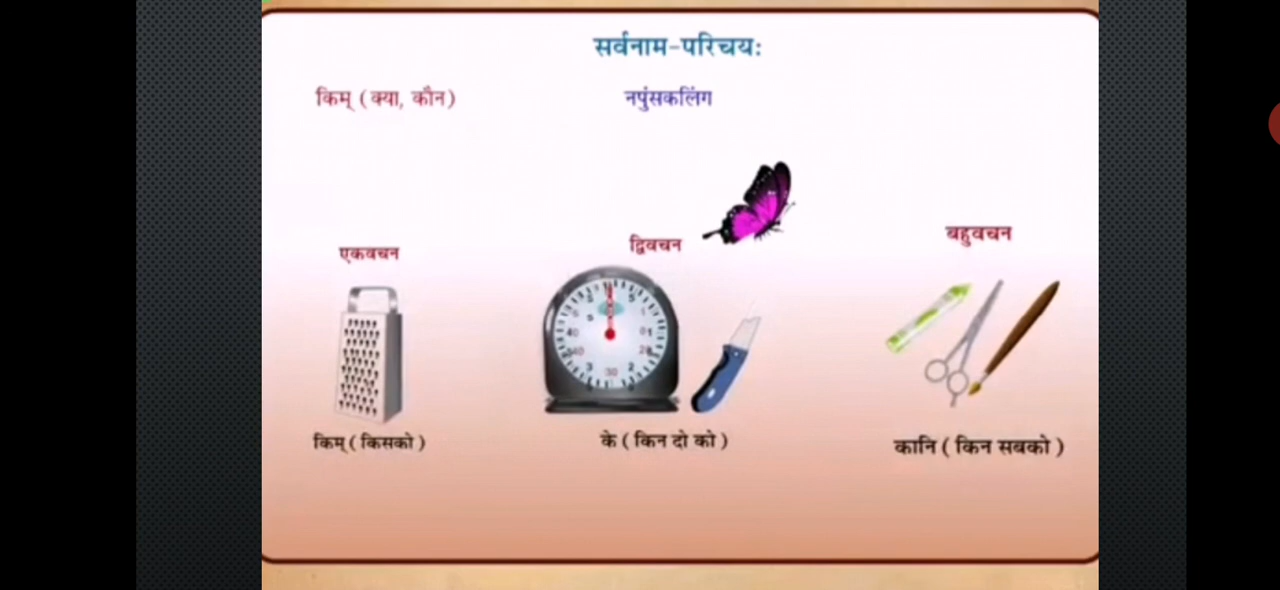 सर्वनाम-परिचयः
किम् (क्या, कौन)
नपुंसकलिंग
एकवचन
द्विवचन
बहुवचन
किम् ( किसको )
के ( किन दो को )
कानि ( किन सबको )